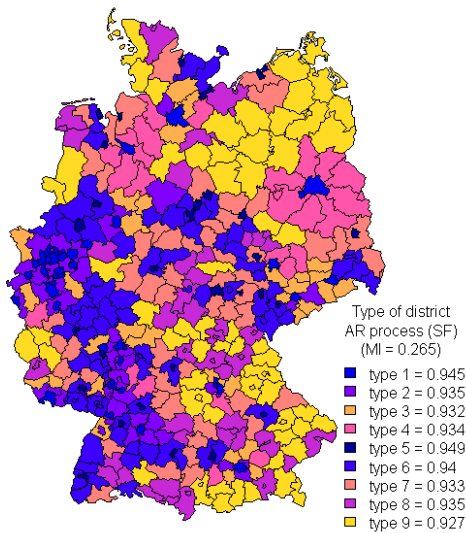 Type of district
AR process (SF)
(MI = 0.265)
type 1 = 0.945
type 2 = 0.935
type 3 = 0.932
type 4 = 0.934
type 5 = 0.949
type 6 = 0.94
type 7 = 0.933
type 8 = 0.935
type 9 = 0.927